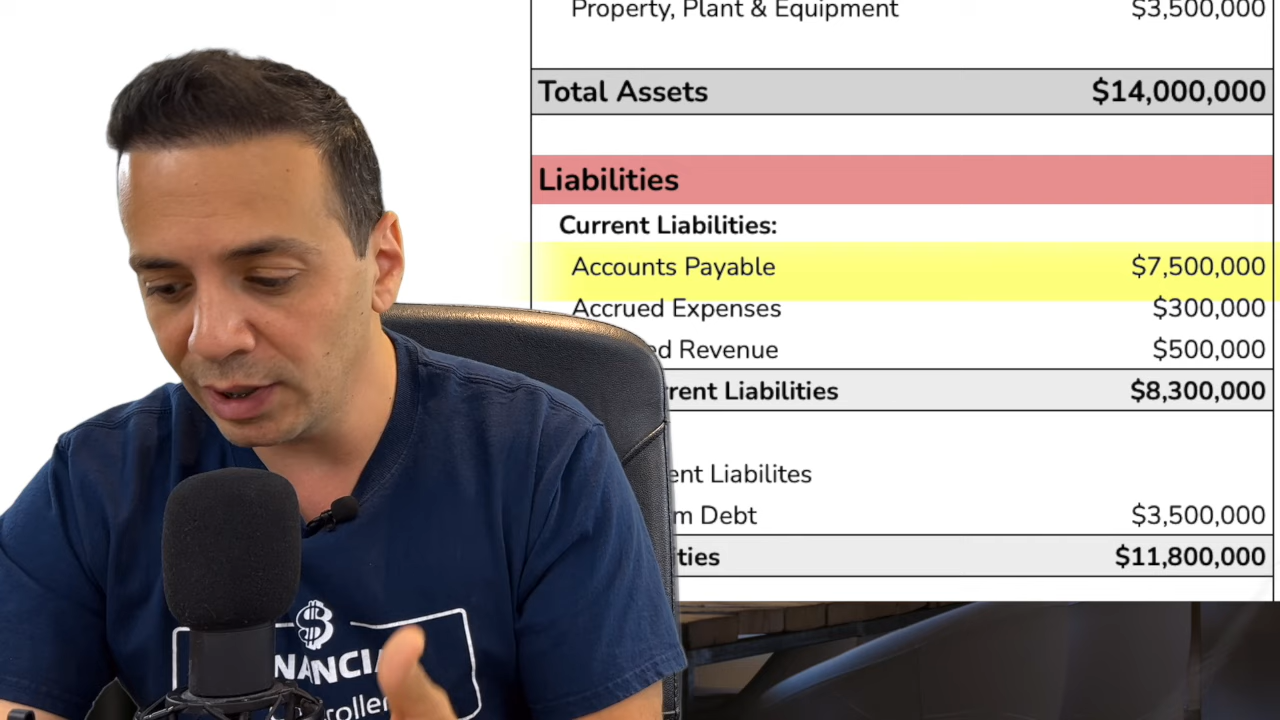 Property, Plant & Equipment $3,500,000
Total Assets $14,000,000
Liabilities
Current Liabilities:
Accounts Payable $7,500,000
Accrued Expenses $300,000
ed Revenue $500,000
rent Liabilities $8,300,000
ent Liabilites
m Debt $3,500,000
ties $11,800,000
$
NANCIA
roller